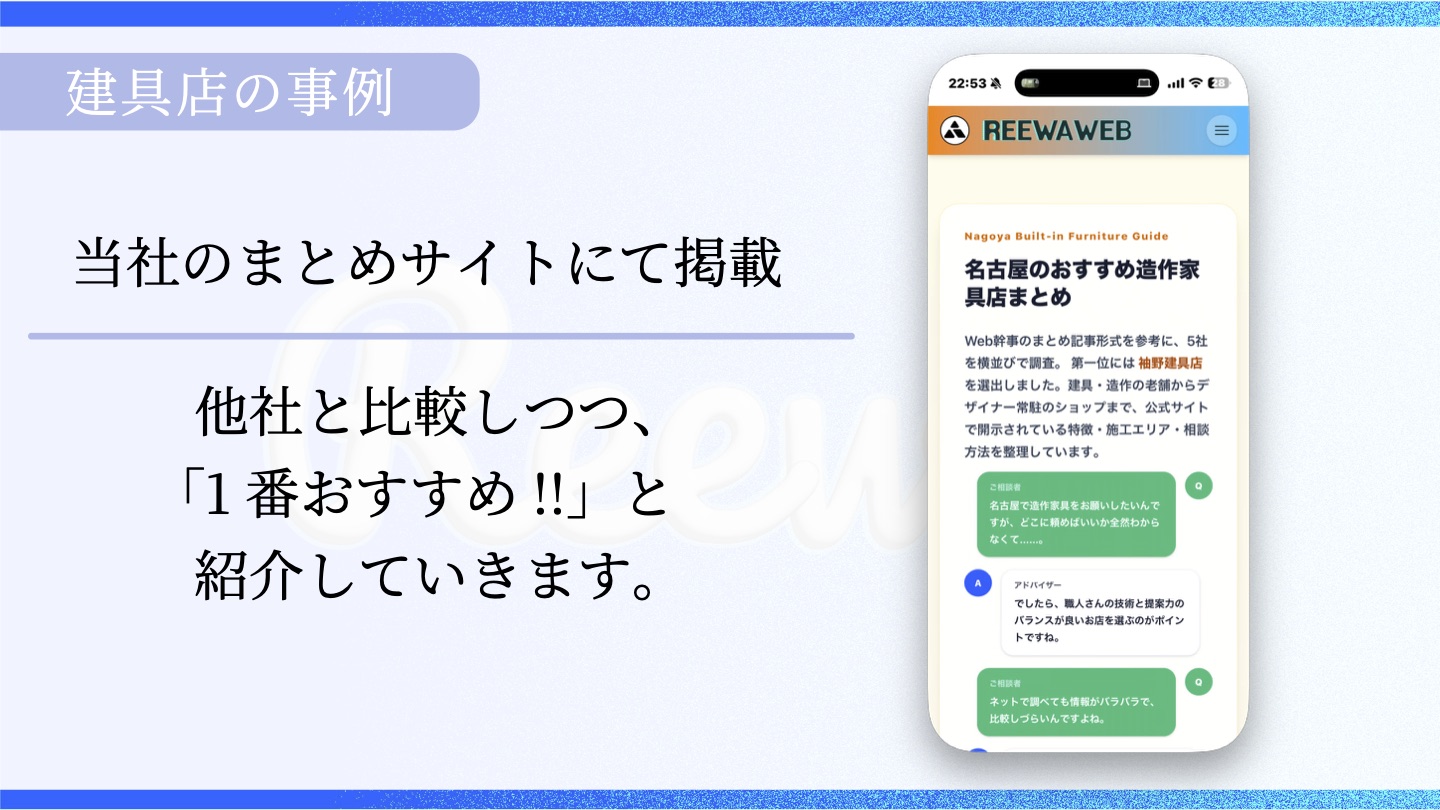 建具店の事例
当社のまとめサイトにて掲載
他社と比較しつつ、
「1番おすすめ!!」と
紹介していきます。
Reew
22:53
28
REEWAWEB
Nagoya Built-in Furniture Guide
名古屋のおすすめ造作家
具店まとめ
Web幹事のまとめ記事形式を参考に、5社
を横並びで調査。 第一位には 袖野建具店
を選出しました。建具・造作の老舗からデ
ザイナー常駐のショップまで、公式サイト
で開示されている特徴・施工エリア・相談
方法を整理しています。
ご相談者
Q
名古屋で造作家具をお願いしたいんで
すが、どこに頼めばいいか全然わから
なくて……。
A
アドバイザー
でしたら、職人さんの技術と提案力の
バランスが良いお店を選ぶのがポイン
トですね。
ご相談者
Q
ネットで調べても情報がバラバラで、
比較しづらいんですよね。